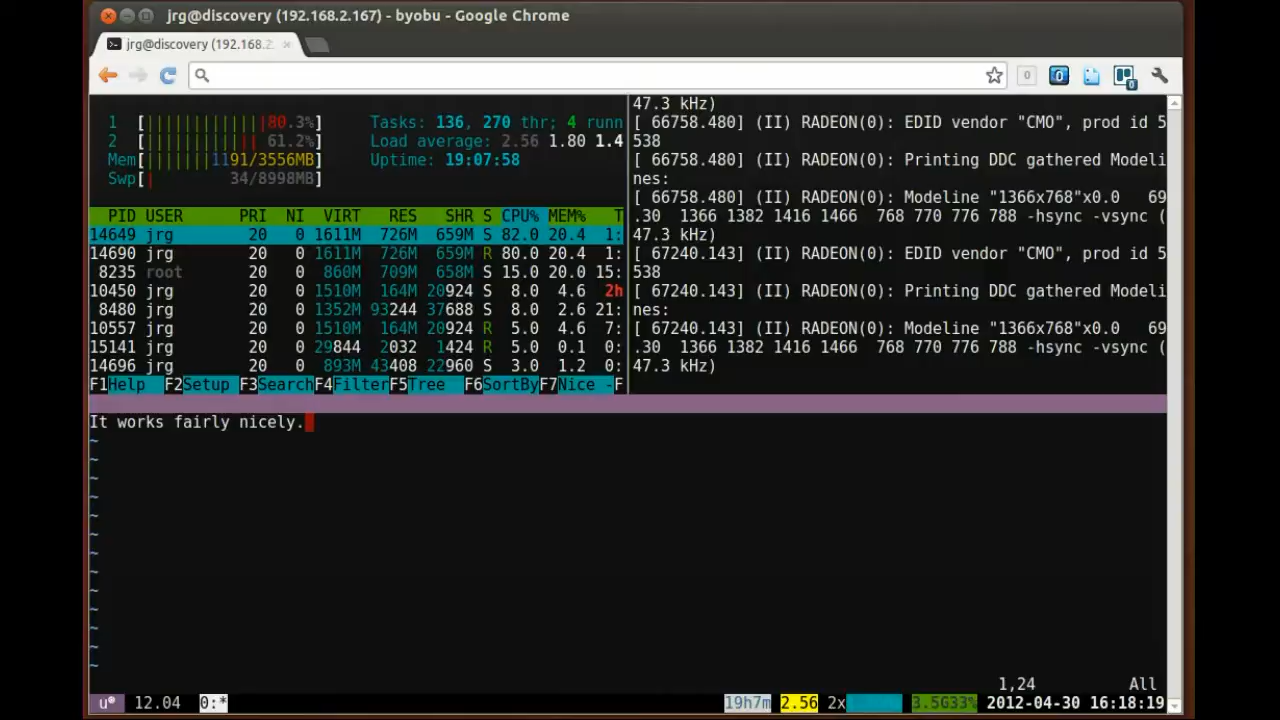 jrg@discovery (192.168.2.167) - byobu - Google Chrome
jrg@discovery (192.168.2
0 0 0
1 [||||||||||||||80.3%] Tasks: 136, 270 thr; 4 runn
2 [|||||||||||| 61.2%] Load average: 2.56 1.80 1.4
Mem[|||||||1191/3556MB] Uptime: 19:07:58
Swp[| 34/8998MB]
PID USER PRI NI VIRT RES SHR S CPU% MEM% T
14649 jrg 20 0 1611M 726M 659M S 82.0 20.4 1:
14690 jrg 20 0 1611M 726M 659M R 80.0 20.4 1:
8235 root 20 0 860M 709M 658M S 15.0 20.0 15:
10450 jrg 20 0 1510M 164M 20924 S 8.0 4.6 2h
8480 jrg 20 0 1352M 93244 37688 S 8.0 2.6 21:
10557 jrg 20 0 1510M 164M 20924 R 5.0 4.6 7:
15141 jrg 20 0 29844 2032 1424 R 5.0 0.1 0:
14696 jrg 20 0 893M 43408 22960 S 3.0 1.2 0:
F1Help F2Setup F3SearchF4FilterF5Tree F6SortByF7Nice -F
47.3 kHz)
[ 66758.480] (II) RADEON(0): EDID vendor "CMO", prod id 5
538
[ 66758.480] (II) RADEON(0): Printing DDC gathered Modeli
nes:
[ 66758.480] (II) RADEON(0): Modeline "1366x768"x0.0 69
.30 1366 1382 1416 1466 768 770 776 788 -hsync -vsync (
47.3 kHz)
[ 67240.143] (II) RADEON(0): EDID vendor "CMO", prod id 5
538
[ 67240.143] (II) RADEON(0): Printing DDC gathered Modeli
nes:
[ 67240.143] (II) RADEON(0): Modeline "1366x768"x0.0 69
.30 1366 1382 1416 1466 768 770 776 788 -hsync -vsync (
47.3 kHz)
It works fairly nicely.
~
~
~
~
~
~
~
~
~
~
~
~
~
1,24 All
u 12.04 0:* 19h7m 2.56 2x 3.5G33% 2012-04-30 16:18:19